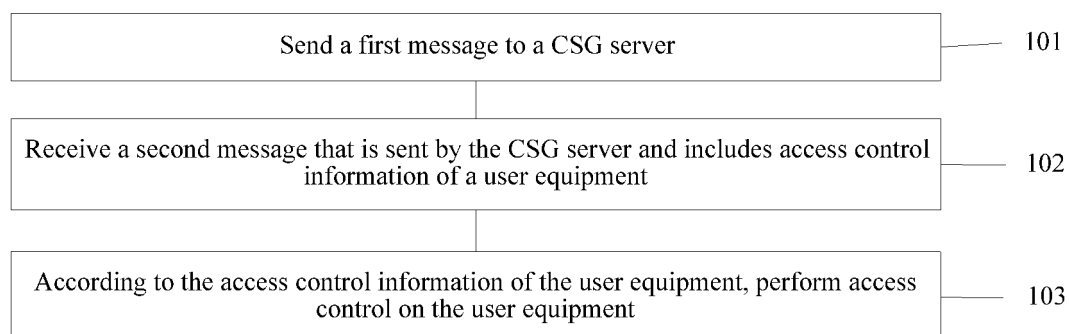 Send a first message to a CSG server
101
Receive a second message that is sent by the CSG server and includes access control
information of a user equipment
102
According to the access control information of the user equipment, perform access
control on the user equipment
103